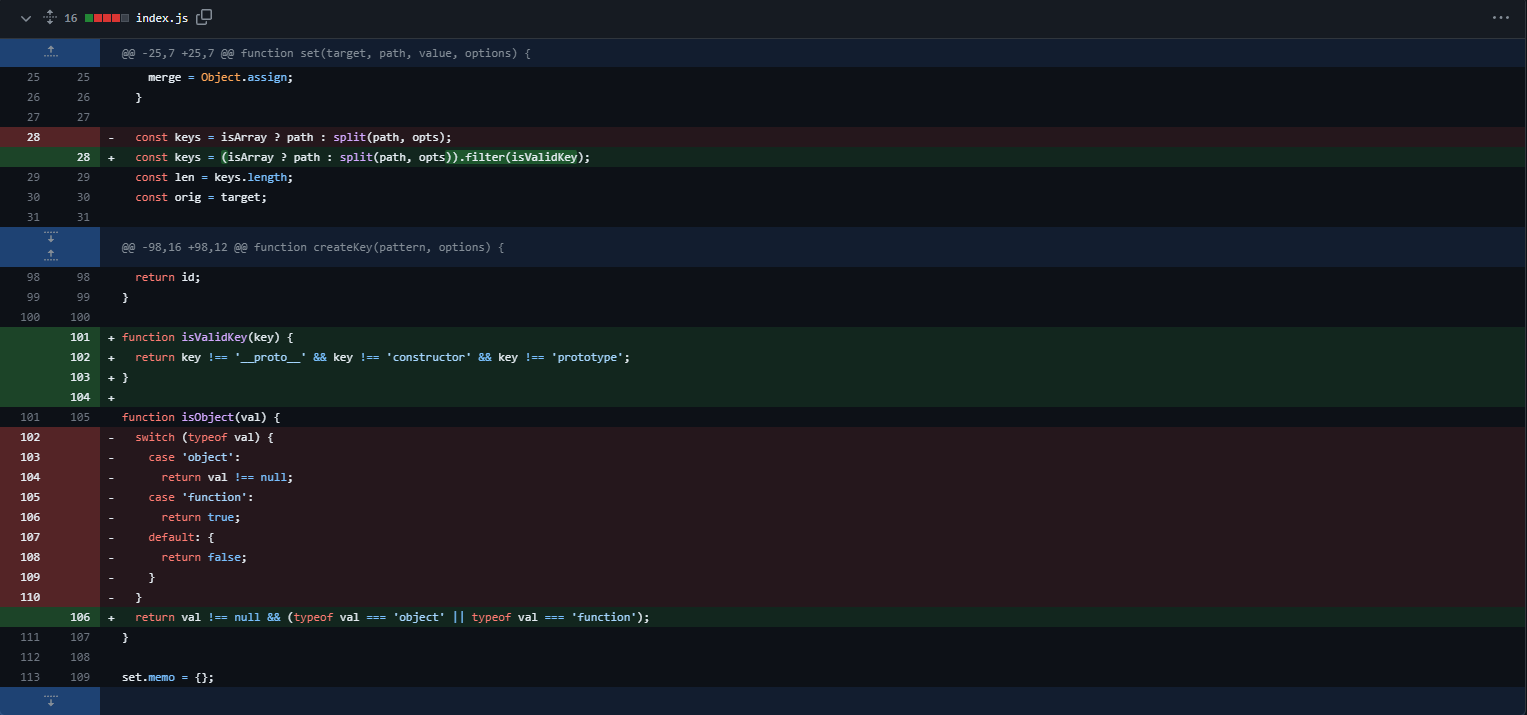 16 index.js ...
@@ -25,7 +25,7 @@ function set(target, path, value, options) {
25 25 merge = Object.assign;
26 26 }
27 27
28 - const keys = isArray ? path : split(path, opts);
28 + const keys = (isArray ? path : split(path, opts)).filter(isValidKey);
29 29 const len = keys.length;
30 30 const orig = target;
31 31
@@ -98,16 +98,12 @@ function createKey(pattern, options) {
98 98 return id;
99 99 }
100 100
101 + function isValidKey(key) {
102 + return key !== '__proto__' && key !== 'constructor' && key !== 'prototype';
103 + }
104 +
101 105 function isObject(val) {
102 - switch (typeof val) {
103 - case 'object':
104 - return val !== null;
105 - case 'function':
106 - return true;
107 - default: {
108 - return false;
109 - }
110 - }
106 + return val !== null && (typeof val === 'object' || typeof val === 'function');
111 107 }
112 108
113 109 set.memo = {};